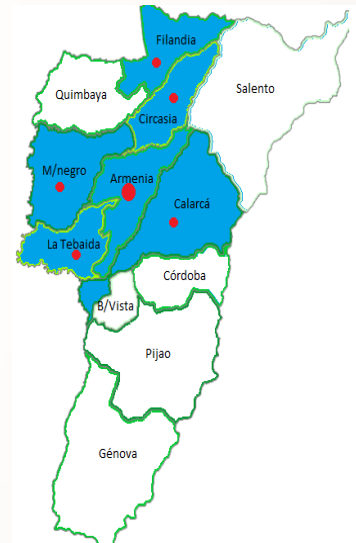 Filandia
Salento
Quimbaya
Circasia
M/negro
Armenia
Calarcá
La Tebaida
Córdoba
B/Vista
Pijao
Génova